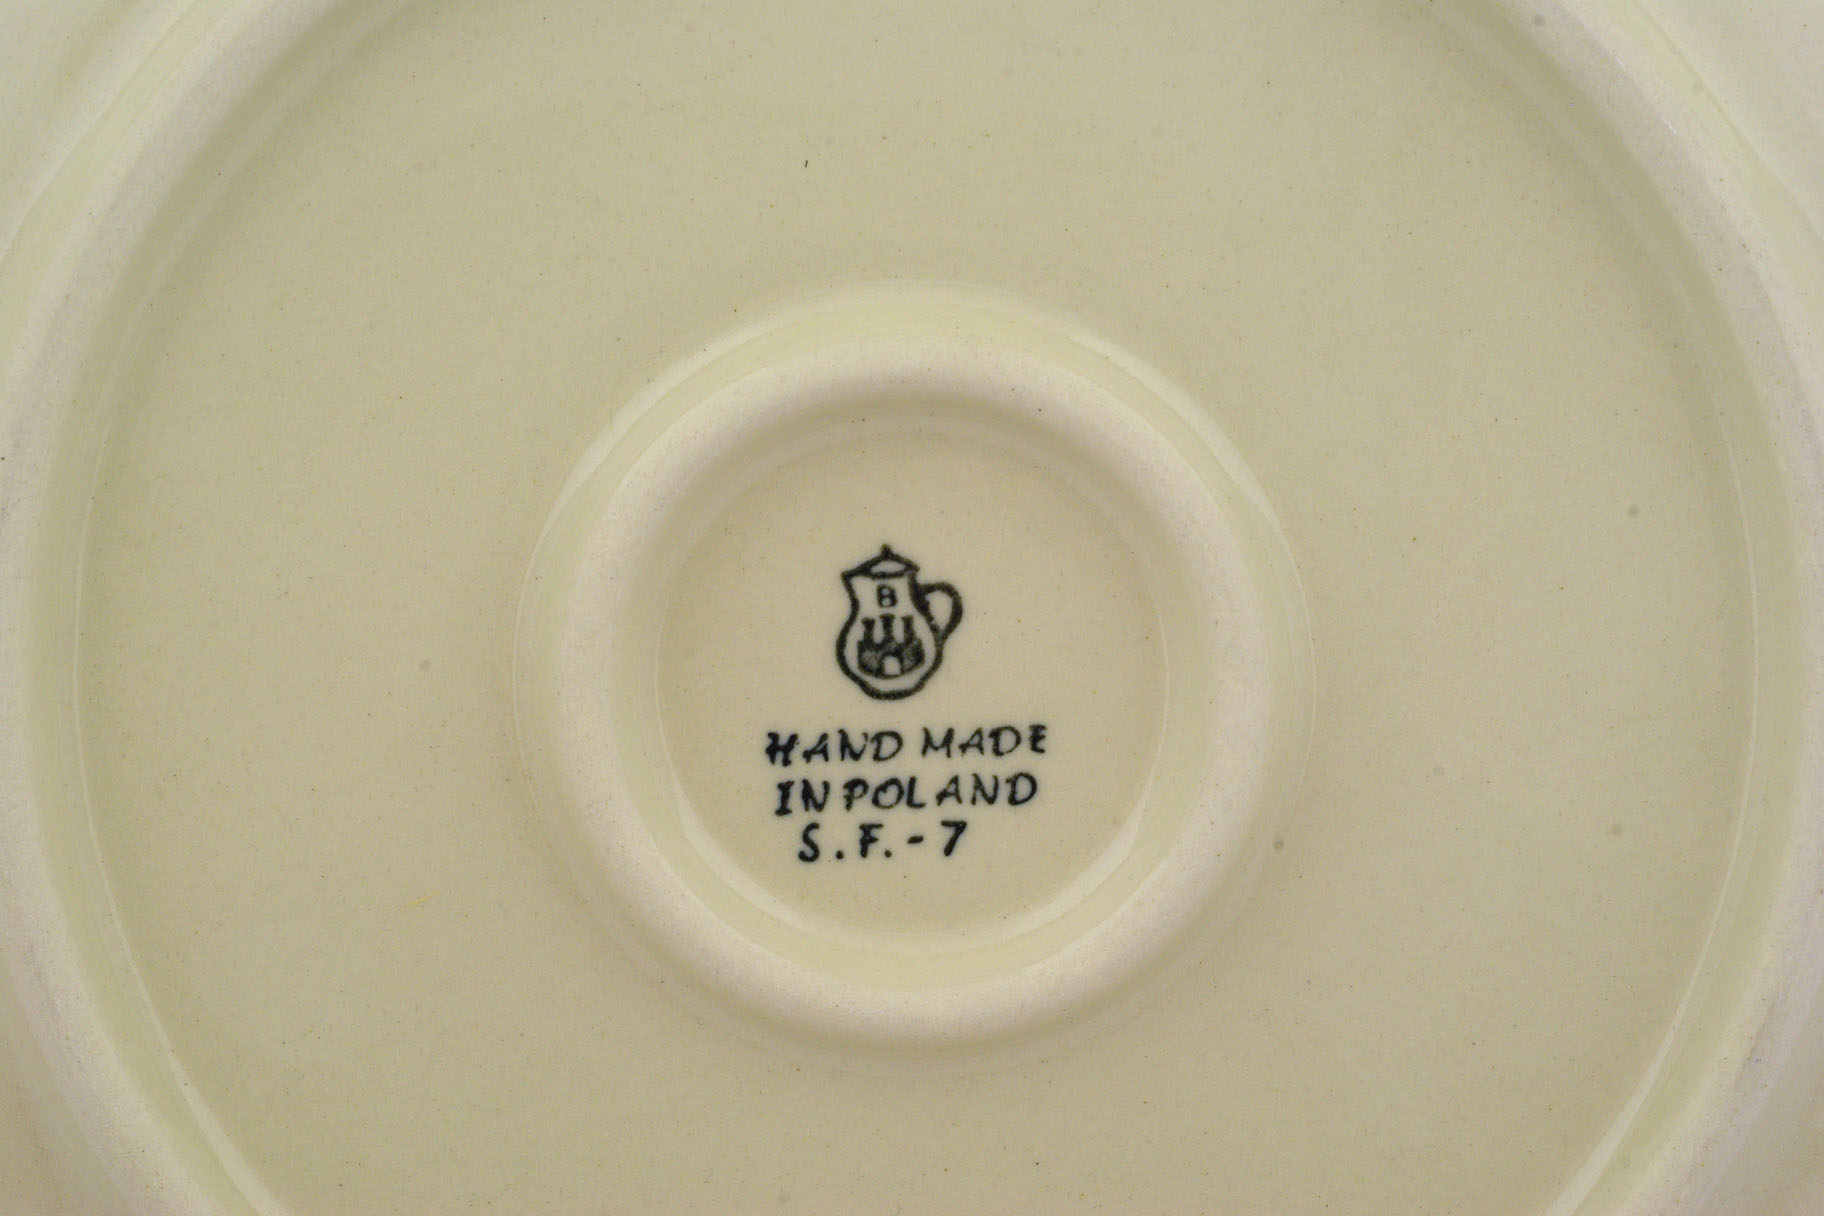 B
HAND MADE
IN POLAND
S.F.-7